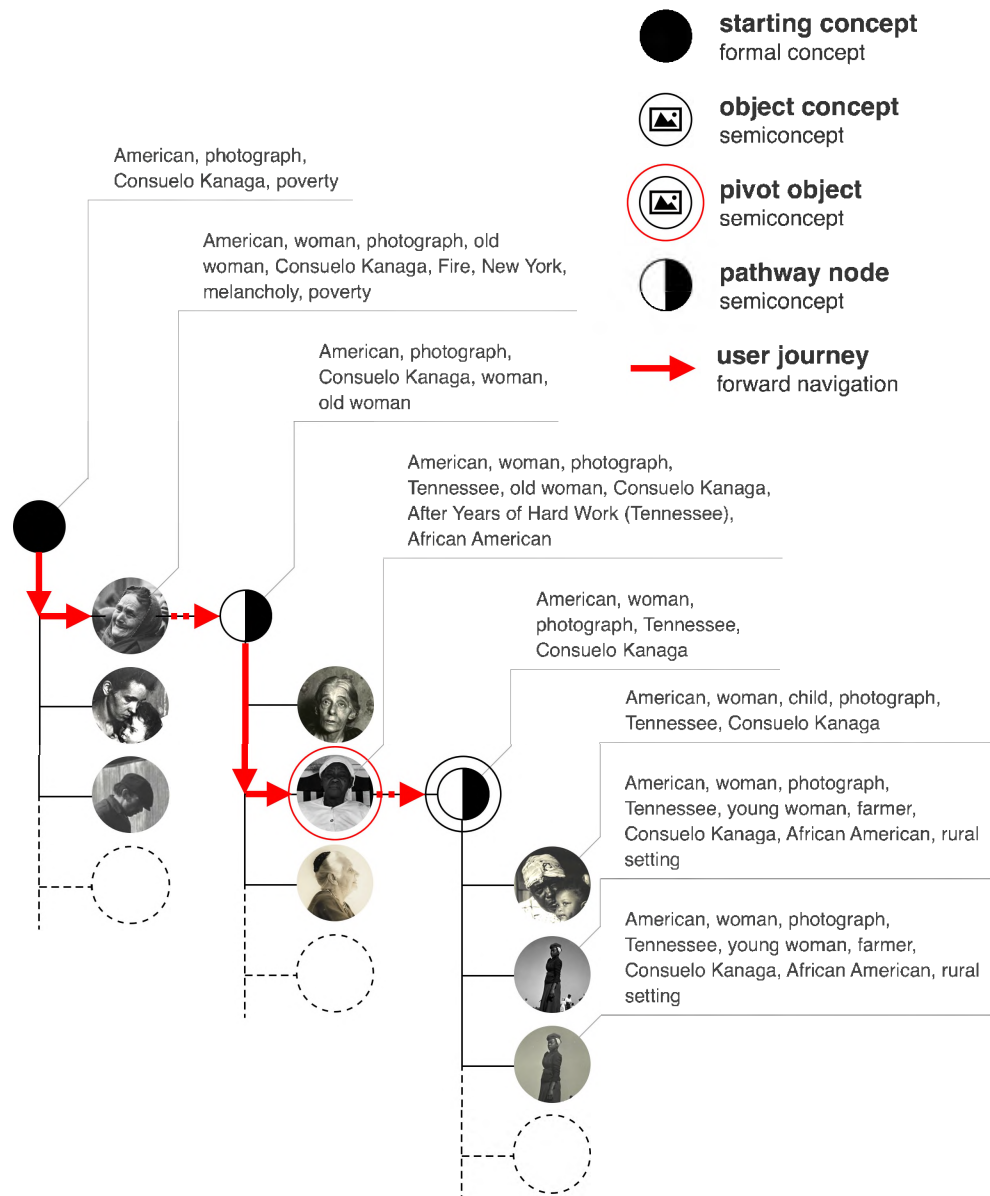 starting concept
formal concept
object concept
semiconcept
pivot object
semiconcept
pathway node
semiconcept
user journey
forward navigation
American, photograph,
Consuelo Kanaga, poverty
American, woman, photograph, old
woman, Consuelo Kanaga, Fire, New York,
melancholy, poverty
American, photograph,
Consuelo Kanaga, woman,
old woman
American, woman, photograph,
Tennessee, old woman, Consuelo Kanaga,
After Years of Hard Work (Tennessee),
African American
American, woman,
photograph, Tennessee,
Consuelo Kanaga
American, woman, child, photograph,
Tennessee, Consuelo Kanaga
American, woman, photograph,
Tennessee, young woman, farmer,
Consuelo Kanaga, African American, rural
setting
American, woman, photograph,
Tennessee, young woman, farmer,
Consuelo Kanaga, African American, rural
setting